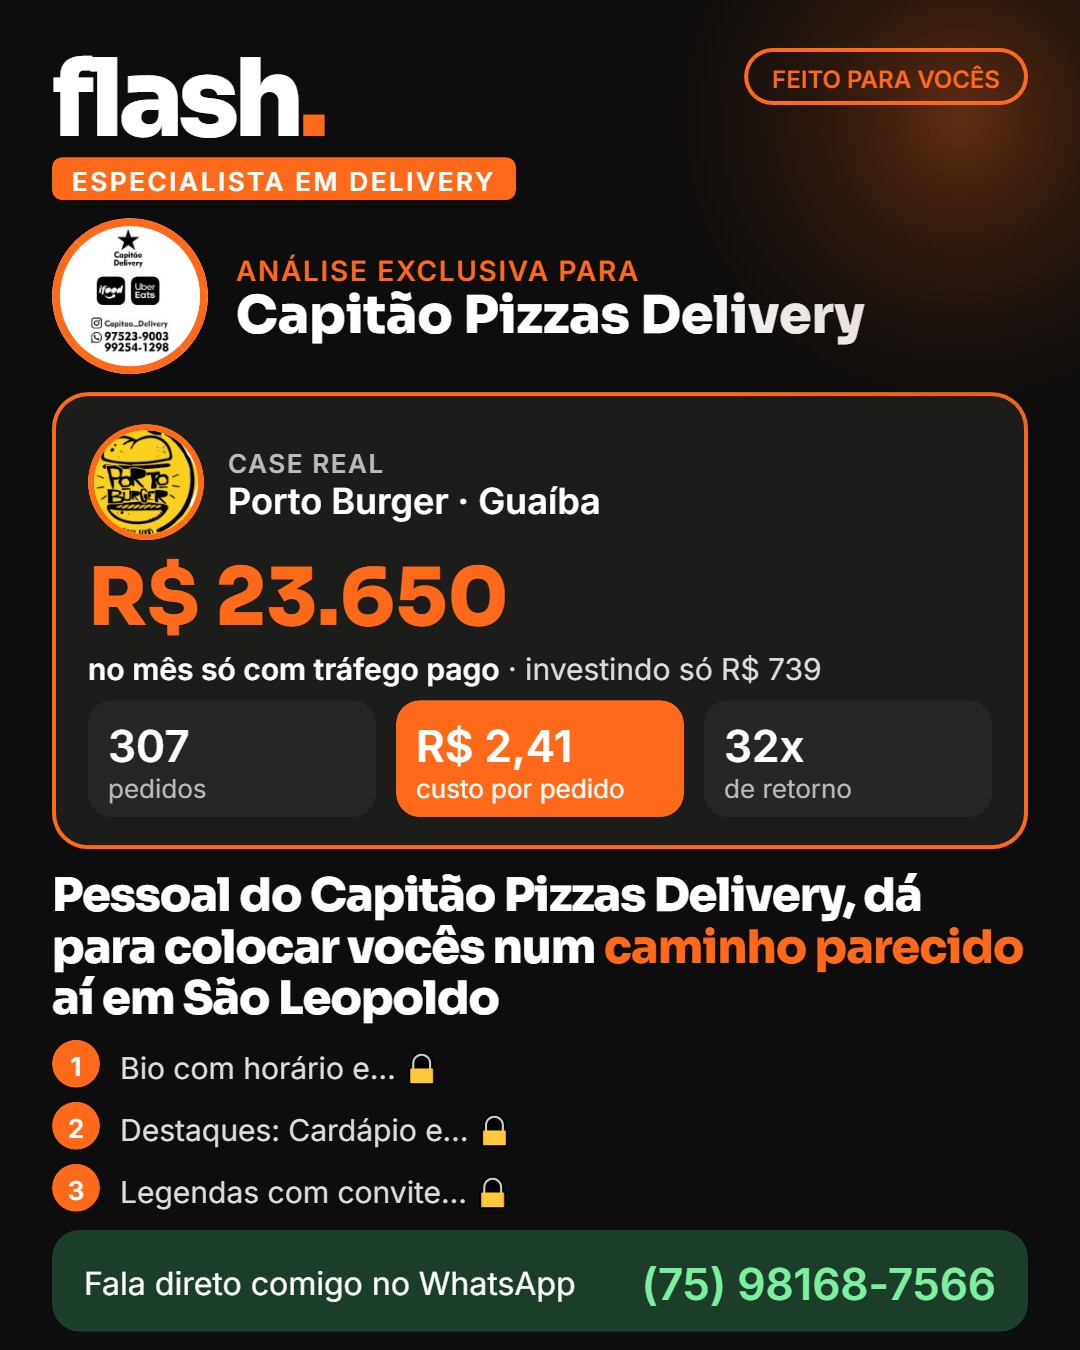 flash.
FEITO PARA VOCÊS
ESPECIALISTA EM DELIVERY
Capitão
Delivery
ifood
Uber
Eats
Capitao_Delivery
97523-9003
99254-1298
ANÁLISE EXCLUSIVA PARA
Capitão Pizzas Delivery
PORTO
BURGER
CASE REAL
Porto Burger · Guaíba
R$ 23.650
no mês só com tráfego pago · investindo só R$ 739
307
pedidos
R$ 2,41
custo por pedido
32x
de retorno
Pessoal do Capitão Pizzas Delivery, dá
para colocar vocês num caminho parecido
aí em São Leopoldo
1 Bio com horário e... 🔒
2 Destaques: Cardápio e... 🔒
3 Legendas com convite... 🔒
Fala direto comigo no WhatsApp (75) 98168-7566